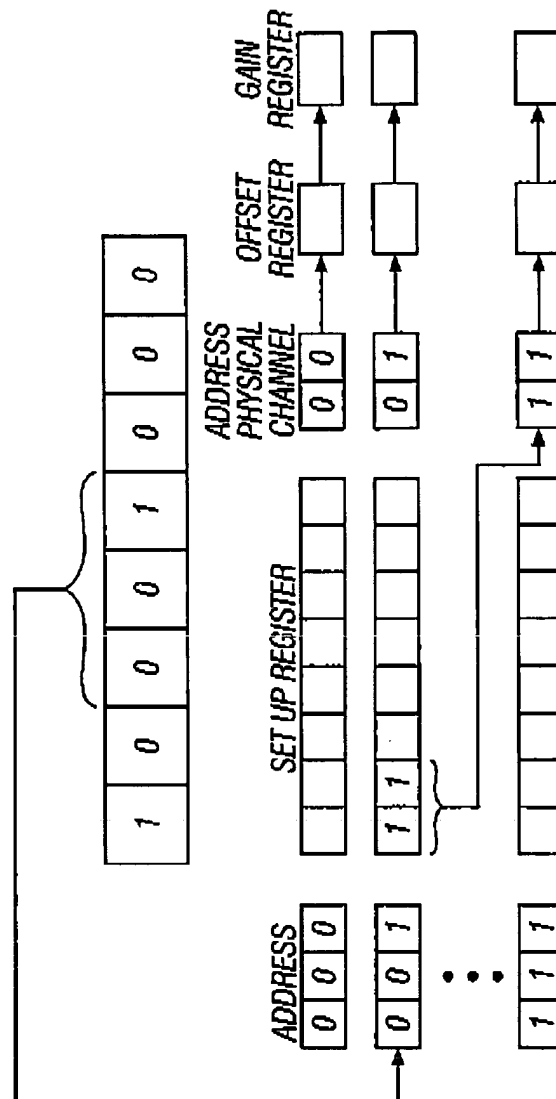 1 0 0 0 1 0 0 0
ADDRESS
SET UP REGISTER
ADDRESS
PHYSICAL
CHANNEL
OFFSET
REGISTER
GAIN
REGISTER
0 0 0 0 0
0 0 1 1 1 0 1
• • •
1 1 1 1 1